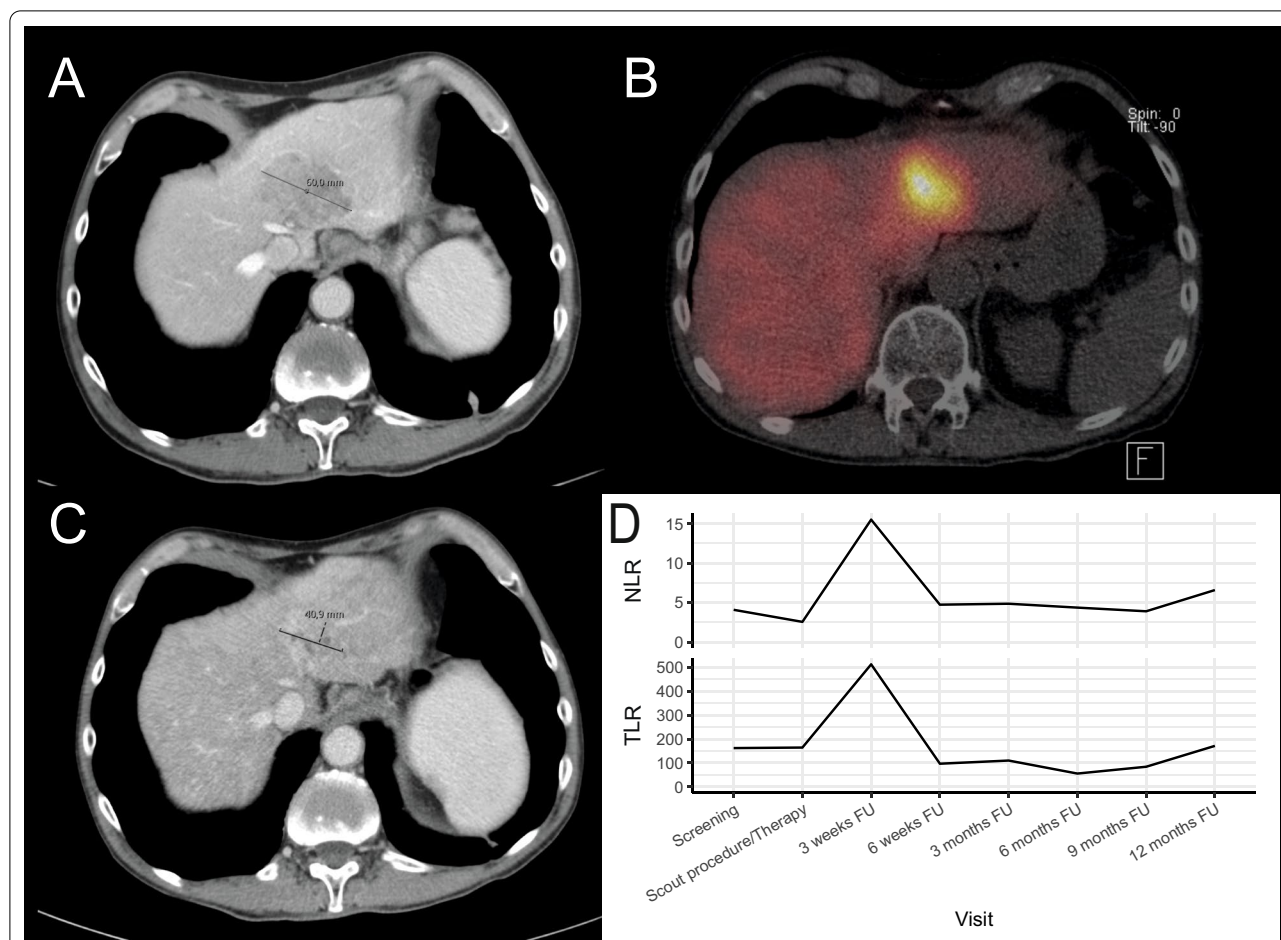 A
60,0 mm
B
Spin: 0
Tilt: -90
F
C
40,9 mm
D
NLR
15
10
5
0
TLR
500
400
300
200
100
0
Screening
Scout procedure/Therapy
3 weeks FU
6 weeks FU
3 months FU
6 months FU
9 months FU
12 months FU
Visit